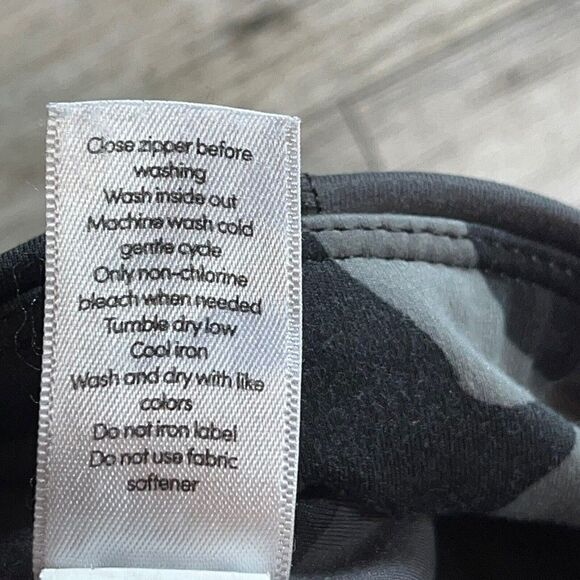 Close zipper before
washing
Wash inside out
Machine wash cold
gentle cycle
Only non-chlorine
bleach when needed
Tumble dry low
Cool iron
Wash and dry with like
colors
Do not iron label
Do not use fabric
softener